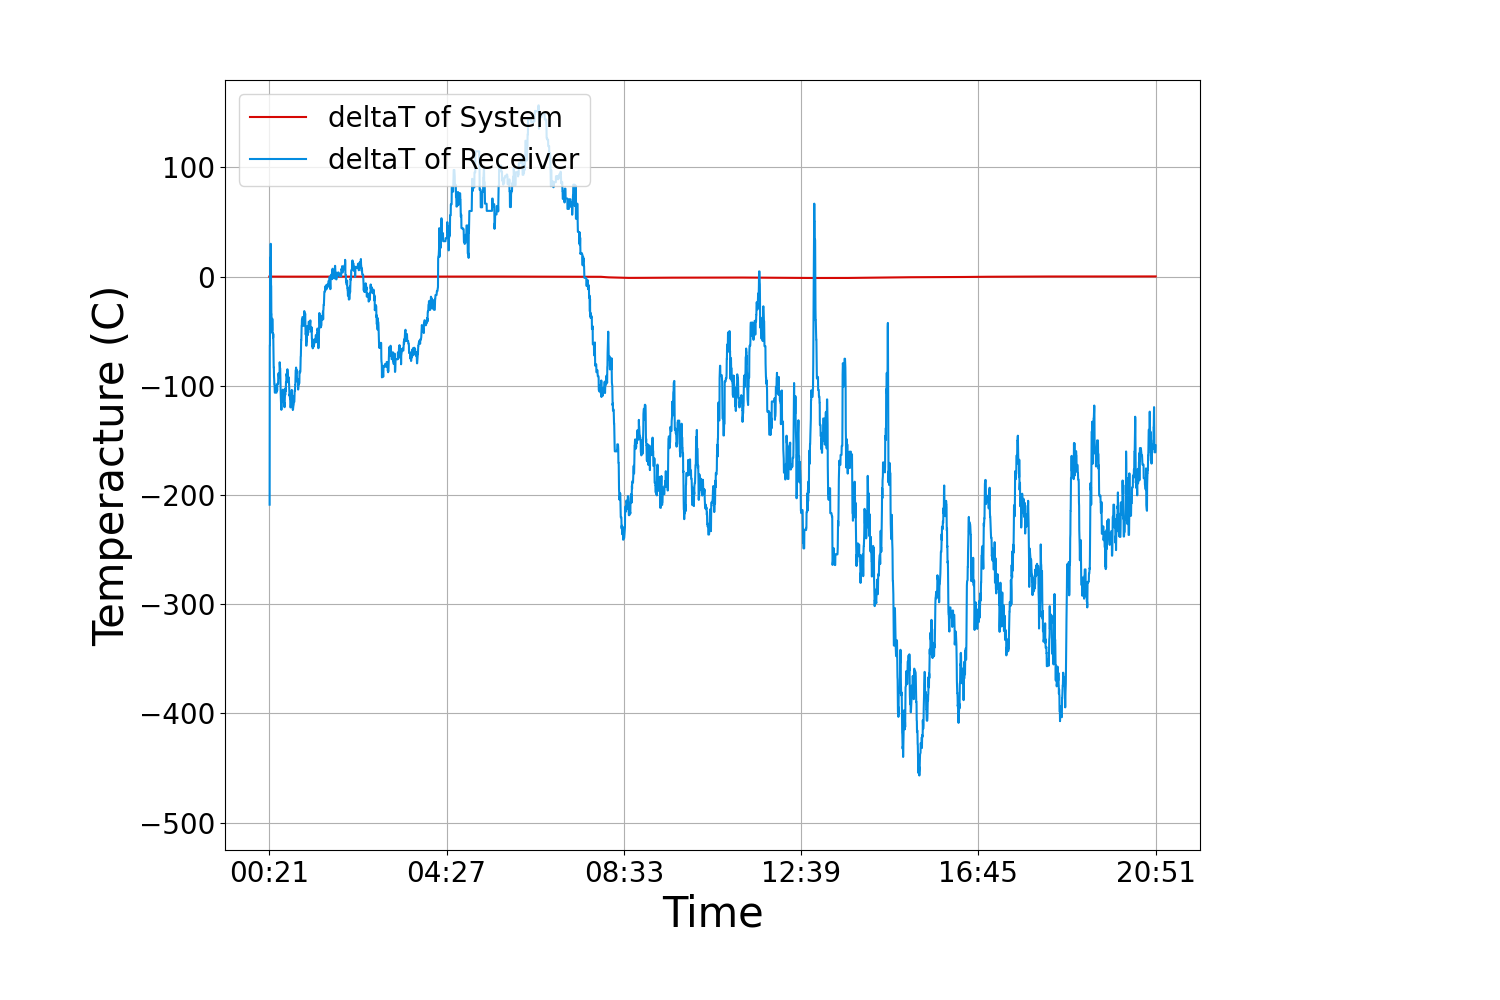 deltaT of System
deltaT of Receiver
100
0
−100
−200
−300
−400
−500
Temperacture (C)
00:21 04:27 08:33 12:39 16:45 20:51
Time